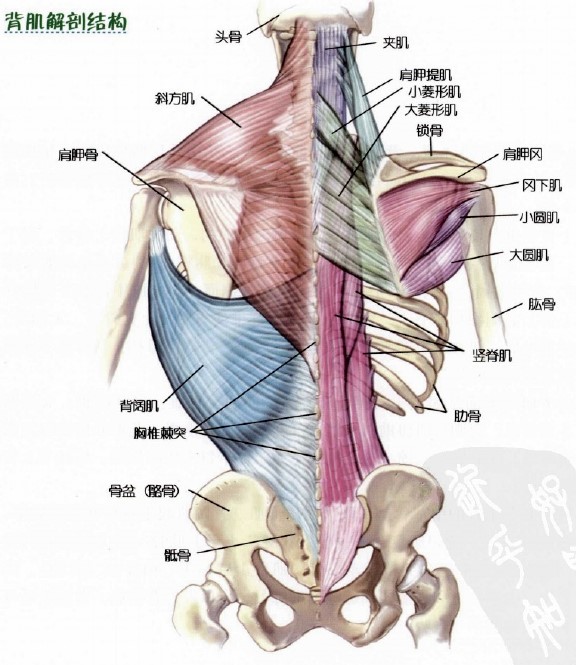 背肌解剖结构
头骨
夹肌
肩胛提肌
小菱形肌
大菱形肌
斜方肌
锁骨
肩胛骨
肩胛冈
冈下肌
小圆肌
大圆肌
肱骨
竖脊肌
背阔肌
肋骨
胸椎棘突
骨盆（骼骨）
骶骨